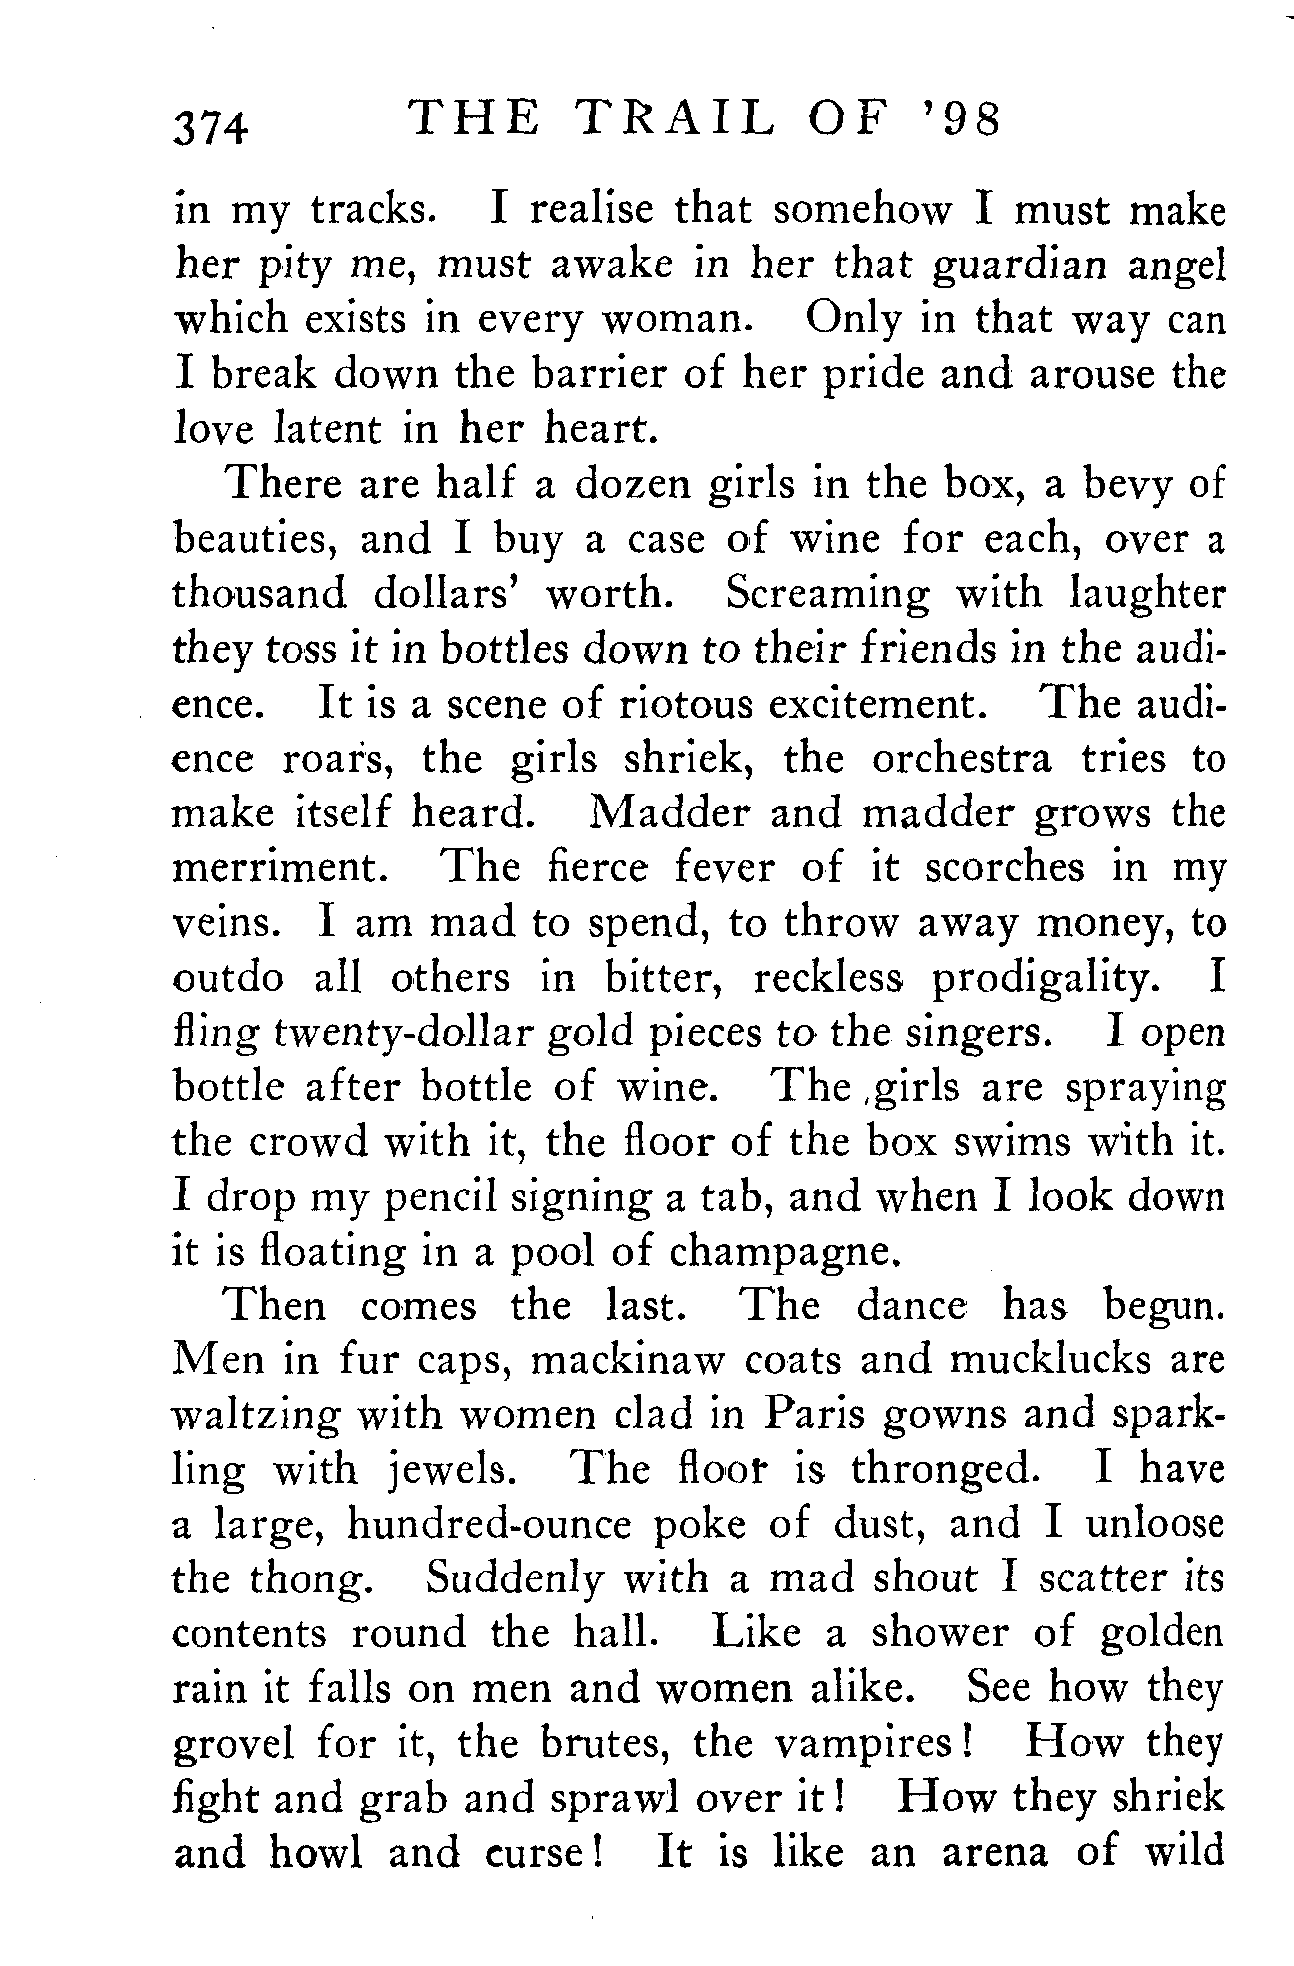 374 THE TRAIL OF '98
in my tracks. I realise that somehow I must make
her pity me, must awake in her that guardian angel
which exists in every woman. Only in that way can
I break down the barrier of her pride and arouse the
love latent in her heart.
There are half a dozen girls in the box, a bevy of
beauties, and I buy a case of wine for each, over a
thousand dollars' worth. Screaming with laughter
they toss it in bottles down to their friends in the audi-
ence. It is a scene of riotous excitement. The audi-
ence roars, the girls shriek, the orchestra tries to
make itself heard. Madder and madder grows the
merriment. The fierce fever of it scorches in my
veins. I am mad to spend, to throw away money, to
outdo all others in bitter, reckless prodigality. I
fling twenty-dollar gold pieces to the singers. I open
bottle after bottle of wine. The girls are spraying
the crowd with it, the floor of the box swims with it.
I drop my pencil signing a tab, and when I look down
it is floating in a pool of champagne.
Then comes the last. The dance has begun.
Men in fur caps, mackinaw coats and mucklucks are
waltzing with women clad in Paris gowns and spark-
ling with jewels. The floor is thronged. I have
a large, hundred-ounce poke of dust, and I unloose
the thong. Suddenly with a mad shout I scatter its
contents round the hall. Like a shower of golden
rain it falls on men and women alike. See how they
grovel for it, the brutes, the vampires! How they
fight and grab and sprawl over it! How they shriek
and howl and curse! It is like an arena of wild